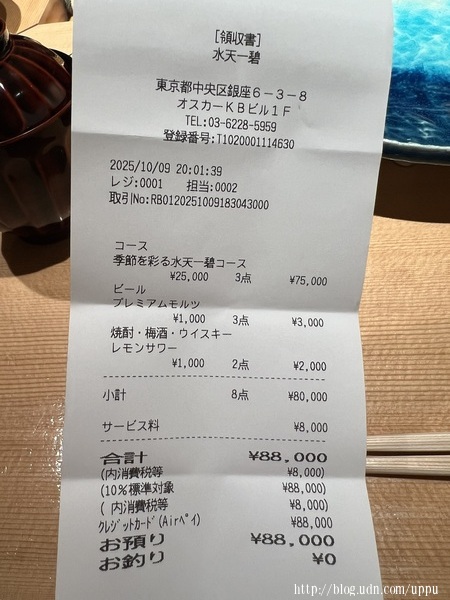 [領収書]
水天一碧
東京都中央区銀座6-3-8
オスカーKBビル1F
TEL:03-6228-5959
登録番号:T1020001114630
2025/10/09 20:01:39
レジ:0001 担当:0002
取引No:RB0120251009183043000
コース
季節を彩る水天一碧コース
¥25,000 3点 ¥75,000
ビール
プレミアムモルツ
¥1,000 3点 ¥3,000
焼酎・梅酒・ウイスキー
レモンサワー
¥1,000 2点 ¥2,000
小計 8点 ¥80,000
サービス料 ¥8,000
合計 ¥88,000
(内消費税等 ¥8,000)
(10%標準対象 ¥88,000)
( 内消費税等 ¥8,000)
クレジットカード(Airペイ) ¥88,000
お預り ¥88,000
お釣り ¥0
http://blog.udn.com/uppu